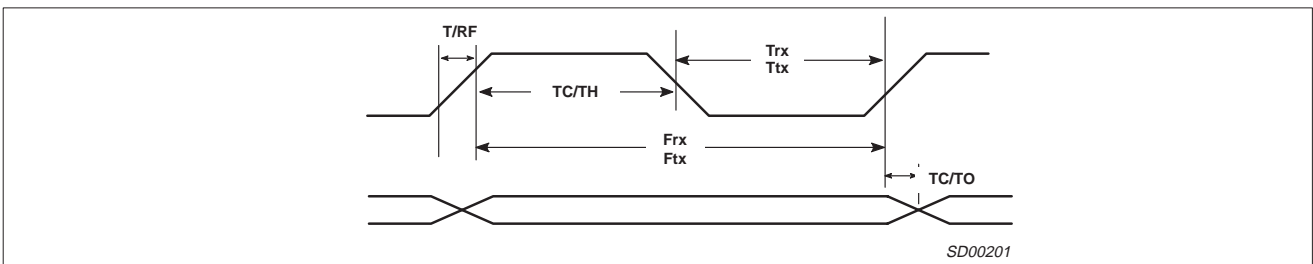 T/RF
Trx
Ttx
TC/TH
Frx
Ftx
TC/TO
SD00201